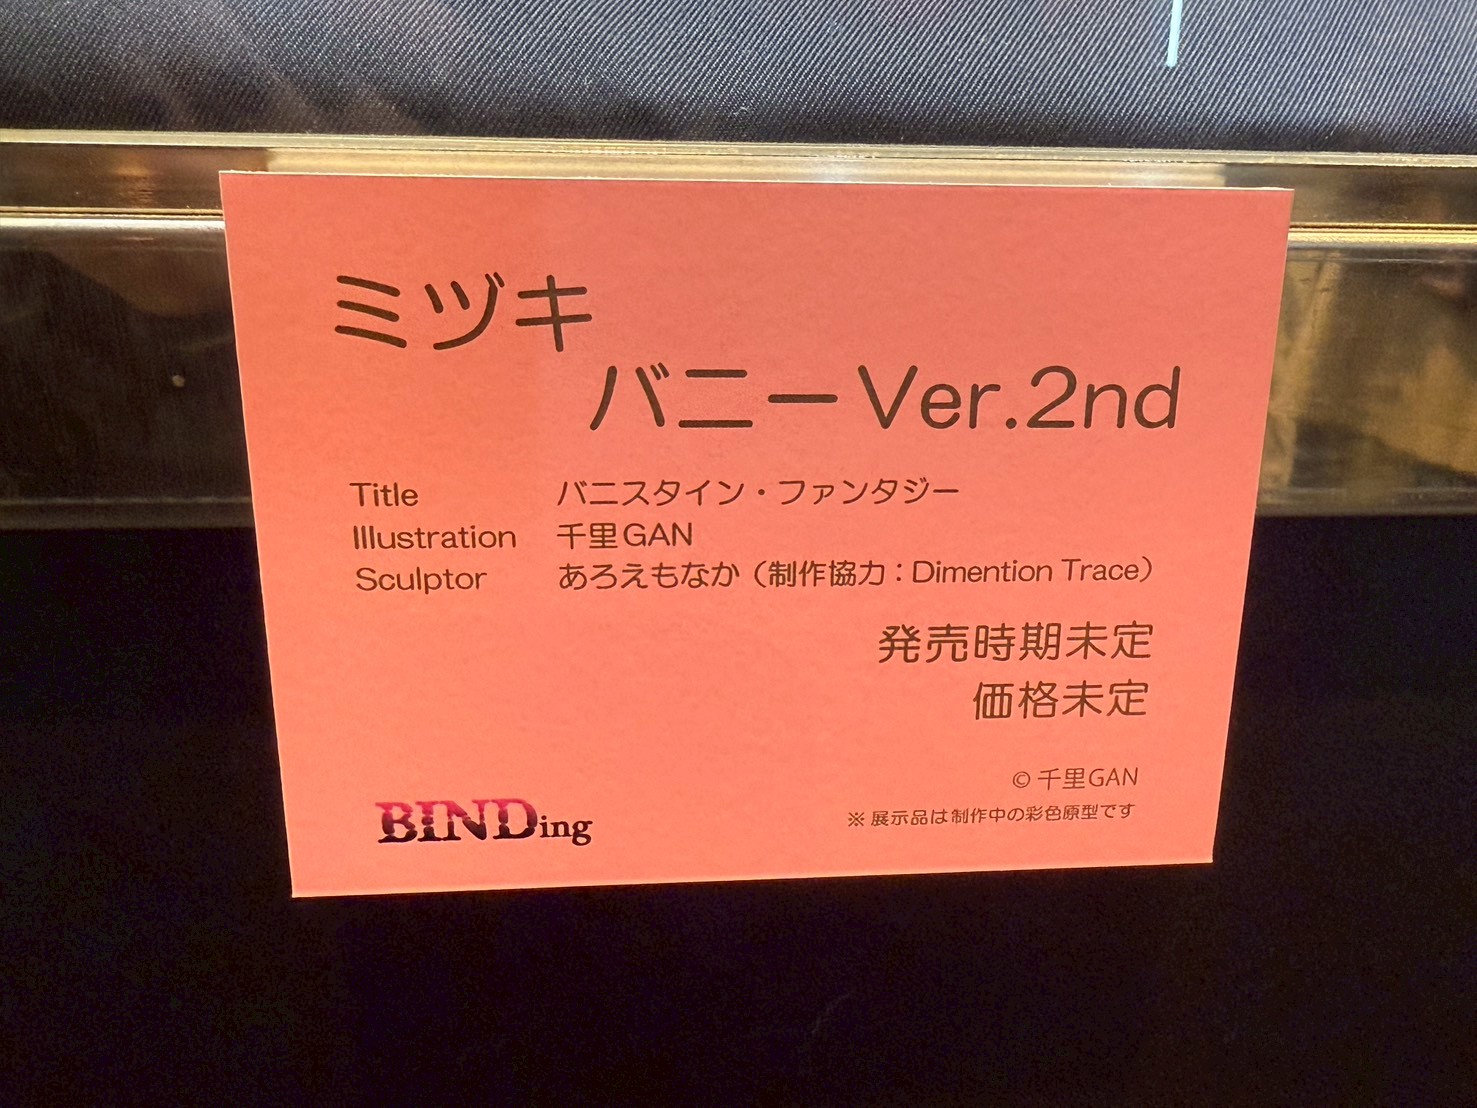 ミヅキ
バニーVer.2nd
Title バニスタイン・ファンタジー
Illustration 千里GAN
Sculptor あろえもなか（制作協力：Dimention Trace）
発売時期未定
価格未定
©千里GAN
※展示品は制作中の彩色原型です
BINDing